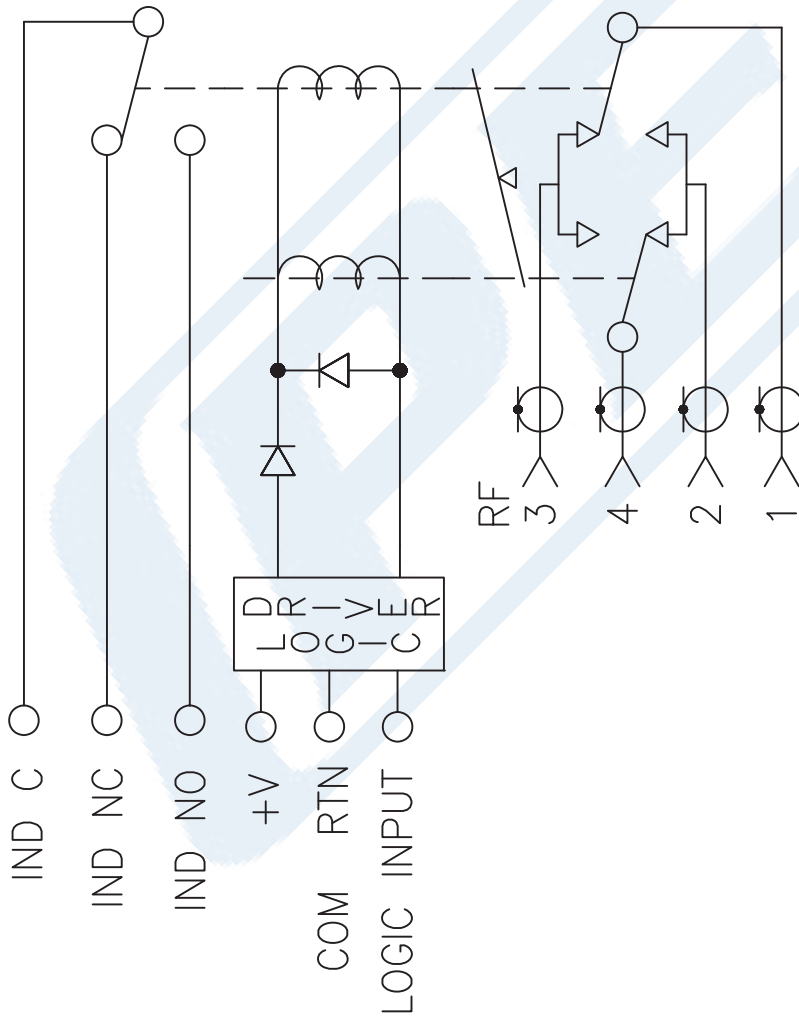 IND C
IND NC
IND NO
+V
COM RTN
LOGIC INPUT
LOGIC
DRIVER
RF
3
4
2
1